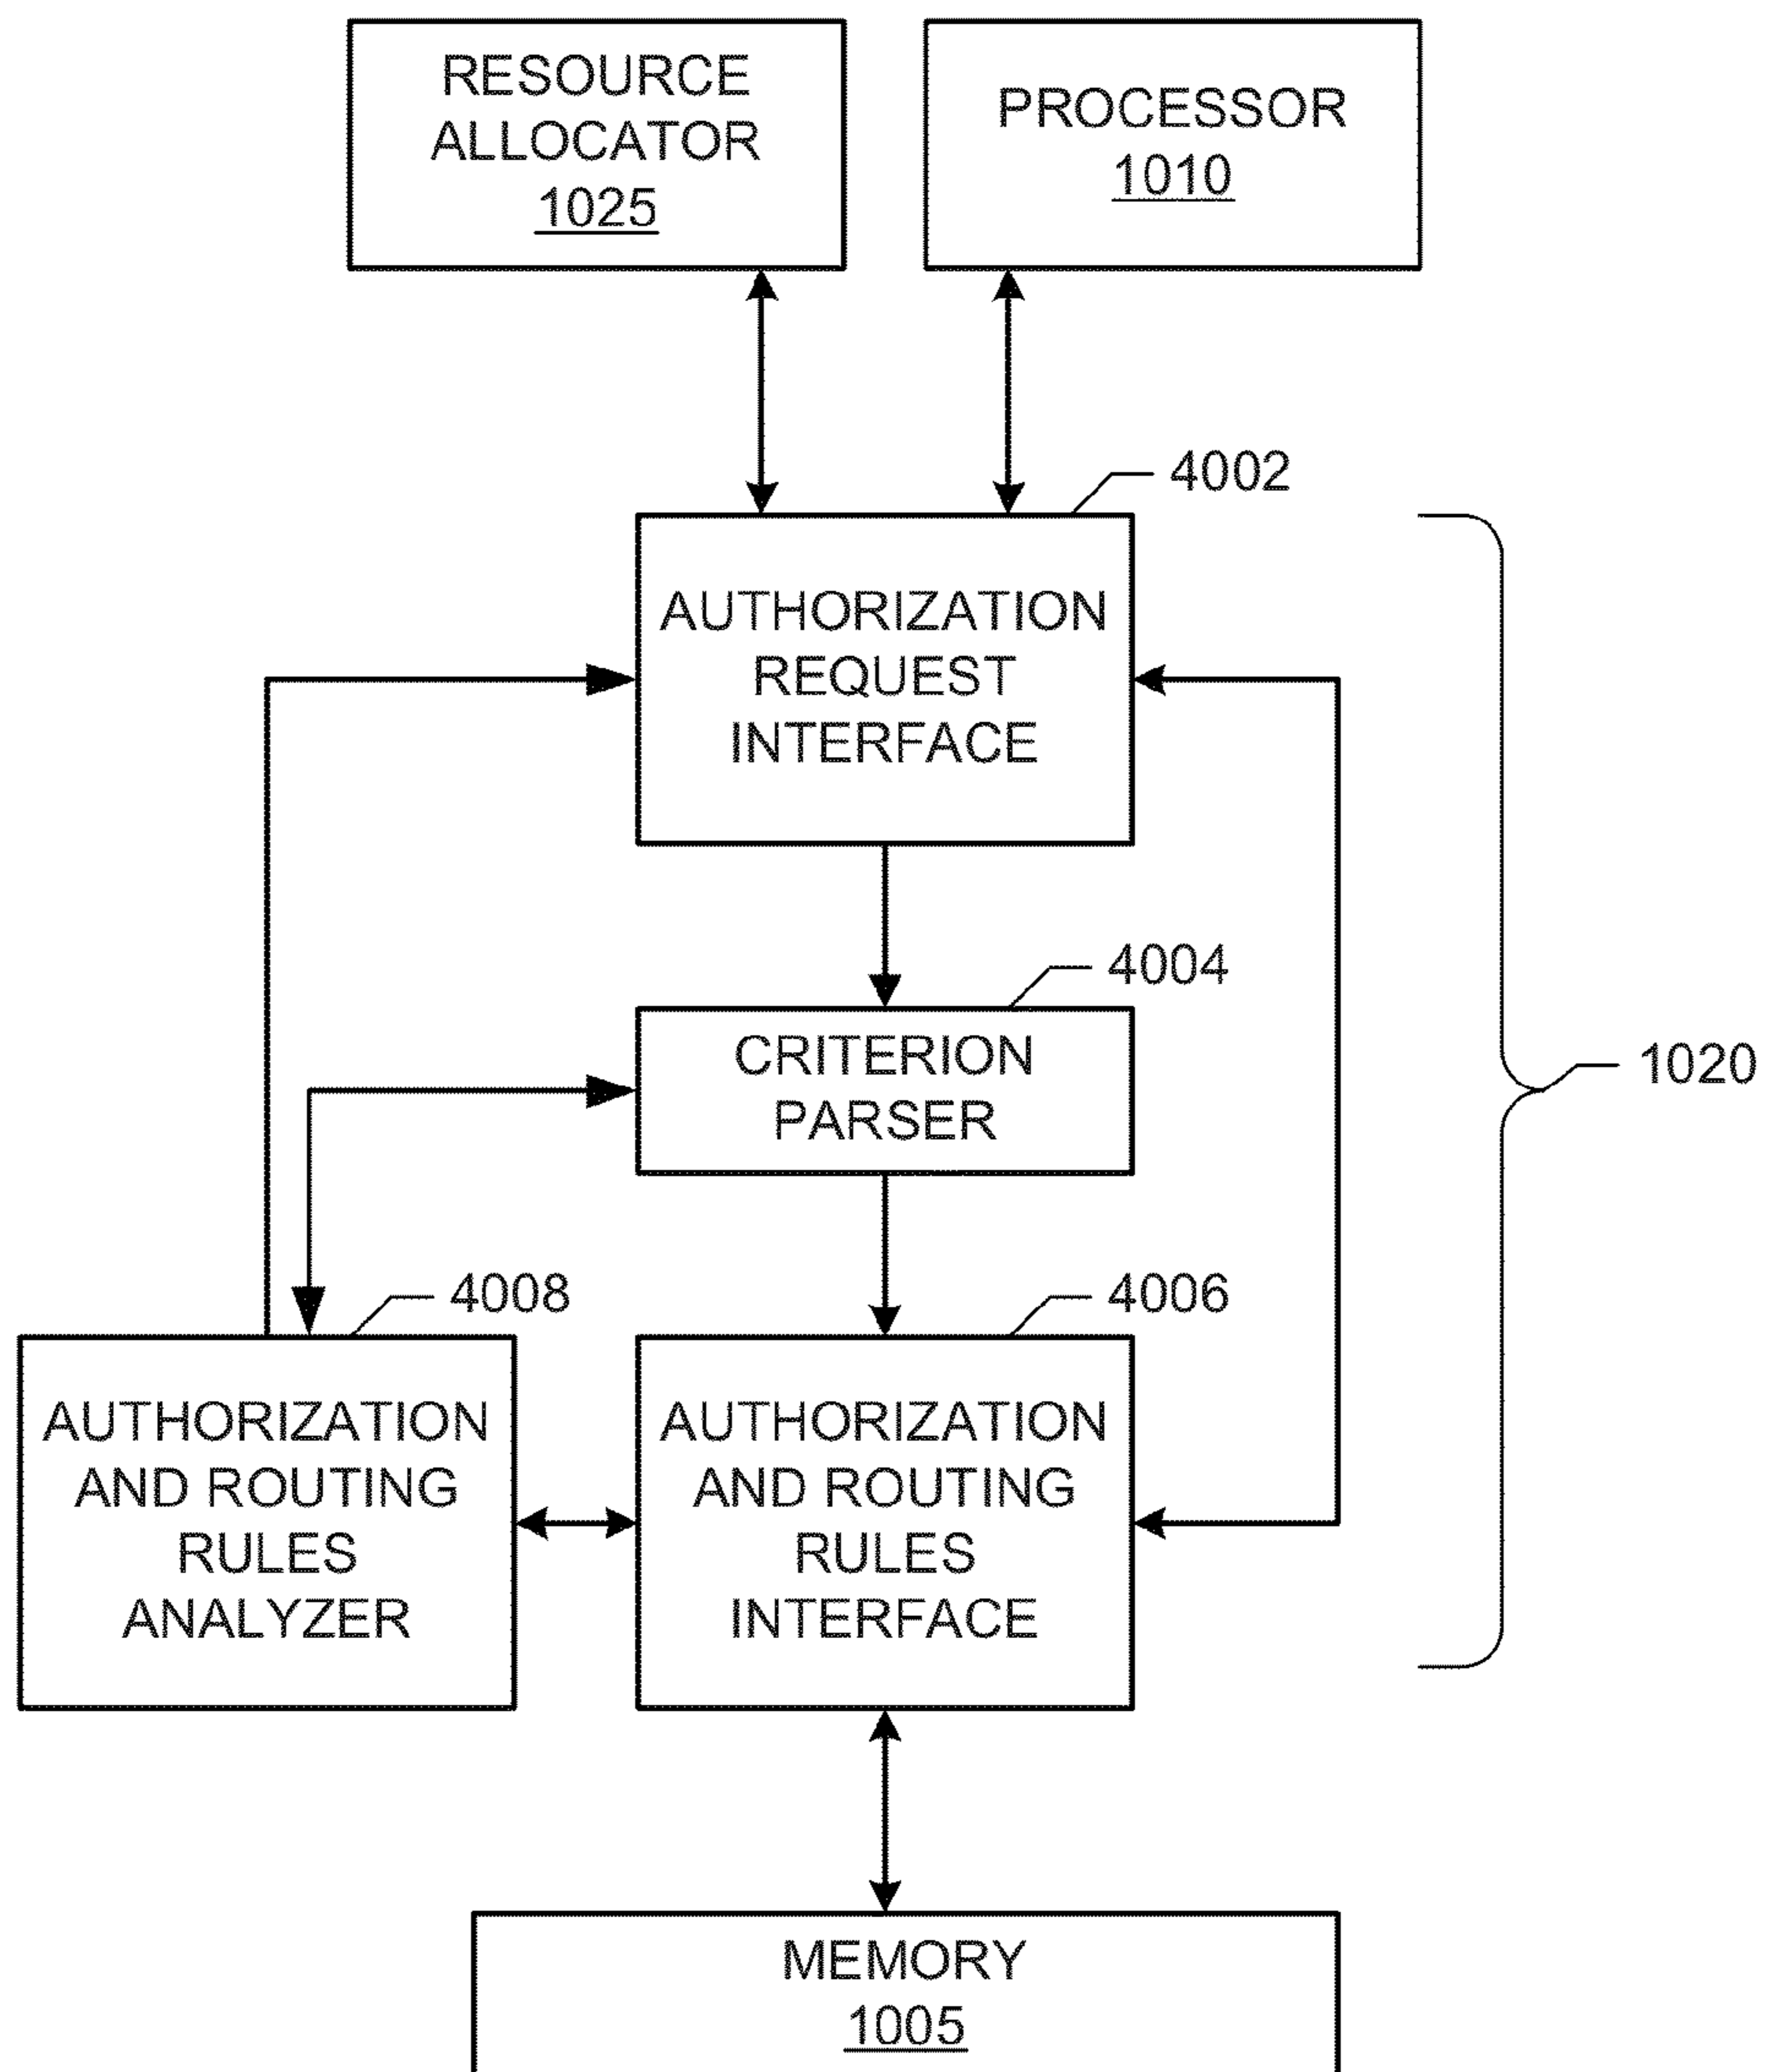 RESOURCE
ALLOCATOR
1025
PROCESSOR
1010
4002
AUTHORIZATION
REQUEST
INTERFACE
4004
CRITERION
PARSER
1020
4008
4006
AUTHORIZATION
AND ROUTING
RULES
ANALYZER
AUTHORIZATION
AND ROUTING
RULES
INTERFACE
MEMORY
1005